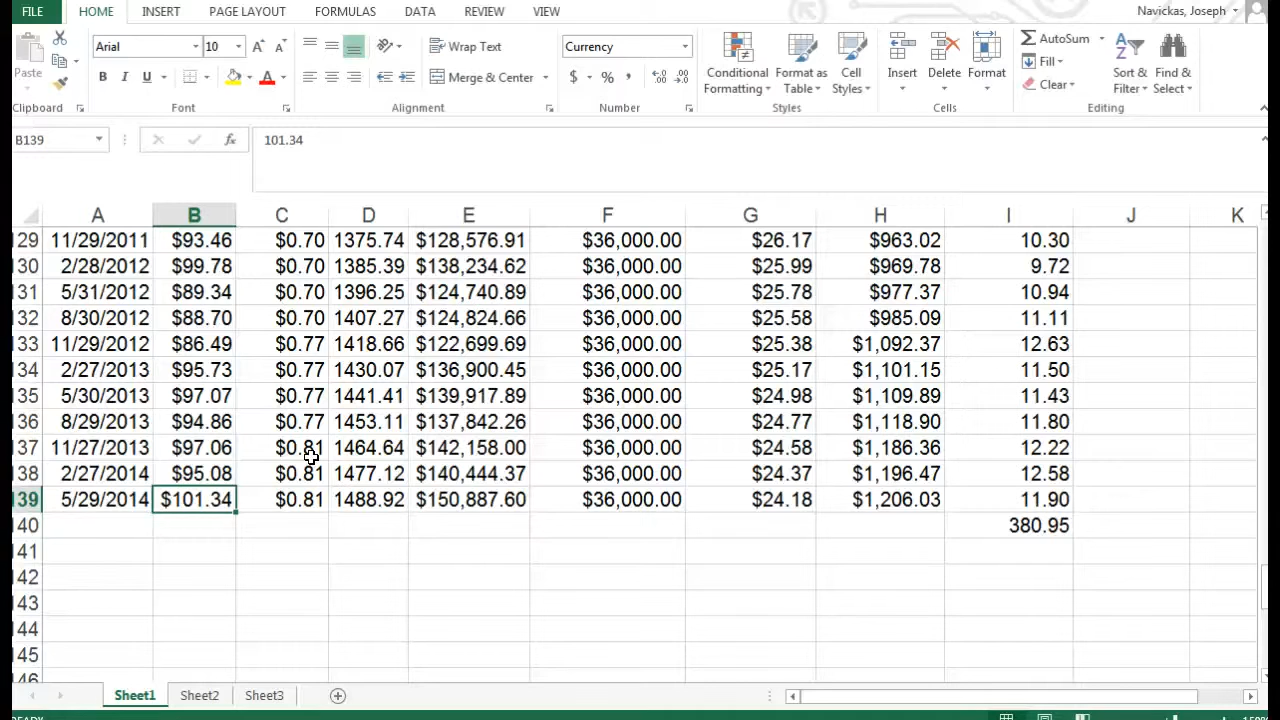 FILE HOME INSERT PAGE LAYOUT FORMULAS DATA REVIEW VIEW Navickas, Joseph
Arial 10 Wrap Text Currency AutoSum
Paste Merge & Center Conditional Formatting Format as Table Cell Styles Insert Delete Format Fill Clear Sort & Filter Find & Select
Clipboard Font Alignment Number Styles Cells Editing
B139 fx 101.34
A B C D E F G H I J K
29 11/29/2011 $93.46 $0.70 1375.74 $128,576.91 $36,000.00 $26.17 $963.02 10.30
30 2/28/2012 $99.78 $0.70 1385.39 $138,234.62 $36,000.00 $25.99 $969.78 9.72
31 5/31/2012 $89.34 $0.70 1396.25 $124,740.89 $36,000.00 $25.78 $977.37 10.94
32 8/30/2012 $88.70 $0.70 1407.27 $124,824.66 $36,000.00 $25.58 $985.09 11.11
33 11/29/2012 $86.49 $0.77 1418.66 $122,699.69 $36,000.00 $25.38 $1,092.37 12.63
34 2/27/2013 $95.73 $0.77 1430.07 $136,900.45 $36,000.00 $25.17 $1,101.15 11.50
35 5/30/2013 $97.07 $0.77 1441.41 $139,917.89 $36,000.00 $24.98 $1,109.89 11.43
36 8/29/2013 $94.86 $0.77 1453.11 $137,842.26 $36,000.00 $24.77 $1,118.90 11.80
37 11/27/2013 $97.06 $0.81 1464.64 $142,158.00 $36,000.00 $24.58 $1,186.36 12.22
38 2/27/2014 $95.08 $0.81 1477.12 $140,444.37 $36,000.00 $24.37 $1,196.47 12.58
39 5/29/2014 $101.34 $0.81 1488.92 $150,887.60 $36,000.00 $24.18 $1,206.03 11.90
40 380.95
41
42
43
44
45
Sheet1 Sheet2 Sheet3